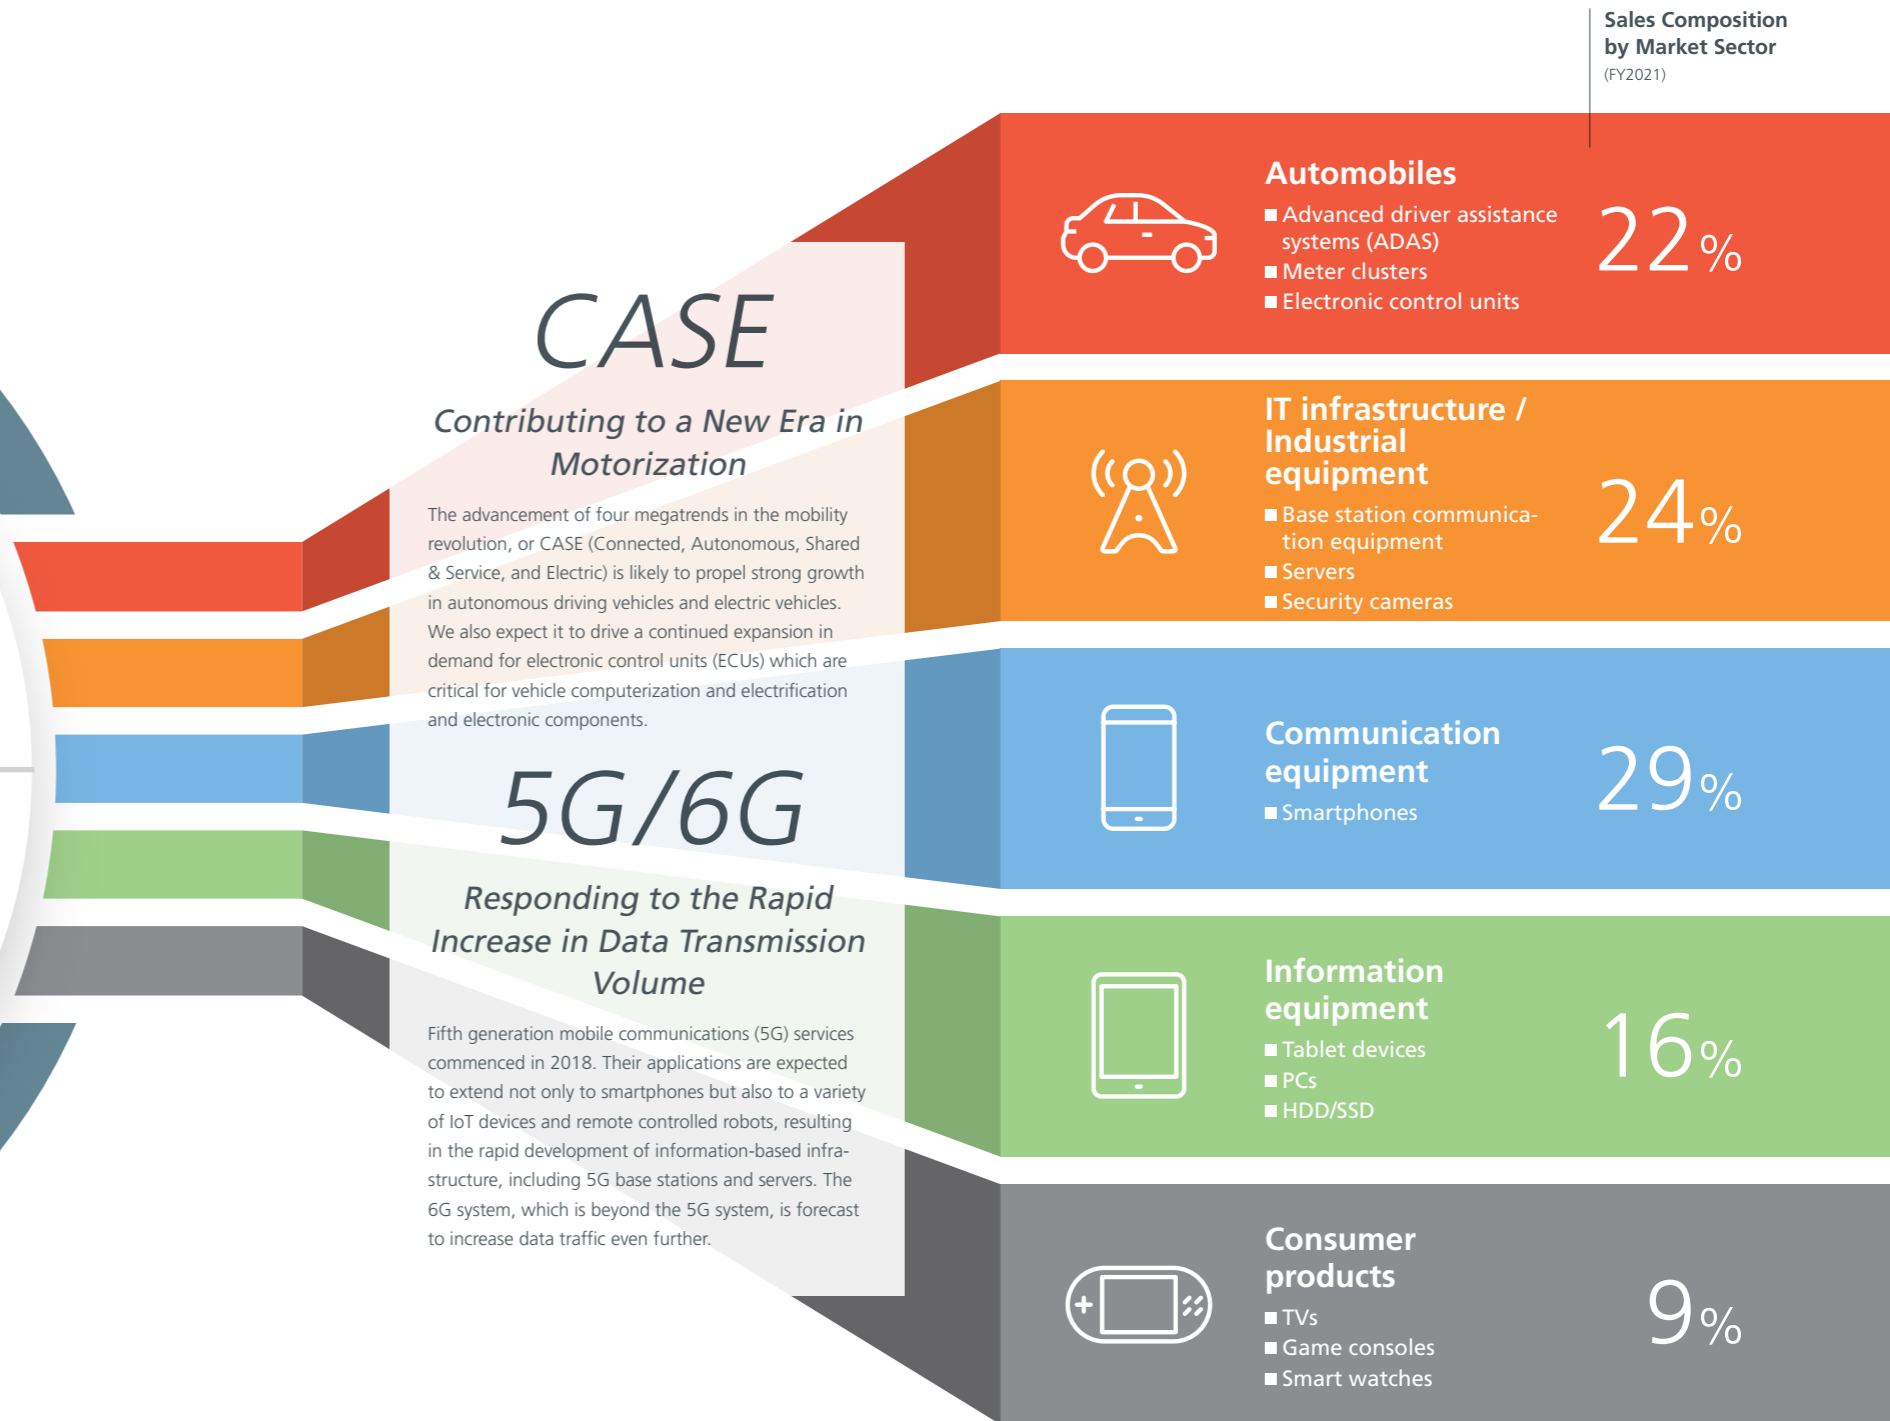 Sales Composition
by Market Sector
(FY2021)
CASE
Contributing to a New Era in
Motorization
The advancement of four megatrends in the mobility
revolution, or CASE (Connected, Autonomous, Shared
& Service, and Electric) is likely to propel strong growth
in autonomous driving vehicles and electric vehicles.
We also expect it to drive a continued expansion in
demand for electronic control units (ECUs) which are
critical for vehicle computerization and electrification
and electronic components.
5G/6G
Responding to the Rapid
Increase in Data Transmission
Volume
Fifth generation mobile communications (5G) services
commenced in 2018. Their applications are expected
to extend not only to smartphones but also to a variety
of IoT devices and remote controlled robots, resulting
in the rapid development of information-based infra-
structure, including 5G base stations and servers. The
6G system, which is beyond the 5G system, is forecast
to increase data traffic even further.
Automobiles
■ Advanced driver assistance
systems (ADAS)
■ Meter clusters
■ Electronic control units
22%
IT infrastructure /
Industrial
equipment
■ Base station communica-
tion equipment
■ Servers
■ Security cameras
24%
Communication
equipment
■ Smartphones
29%
Information
equipment
■ Tablet devices
■ PCs
■ HDD/SSD
16%
Consumer
products
■ TVs
■ Game consoles
■ Smart watches
9%